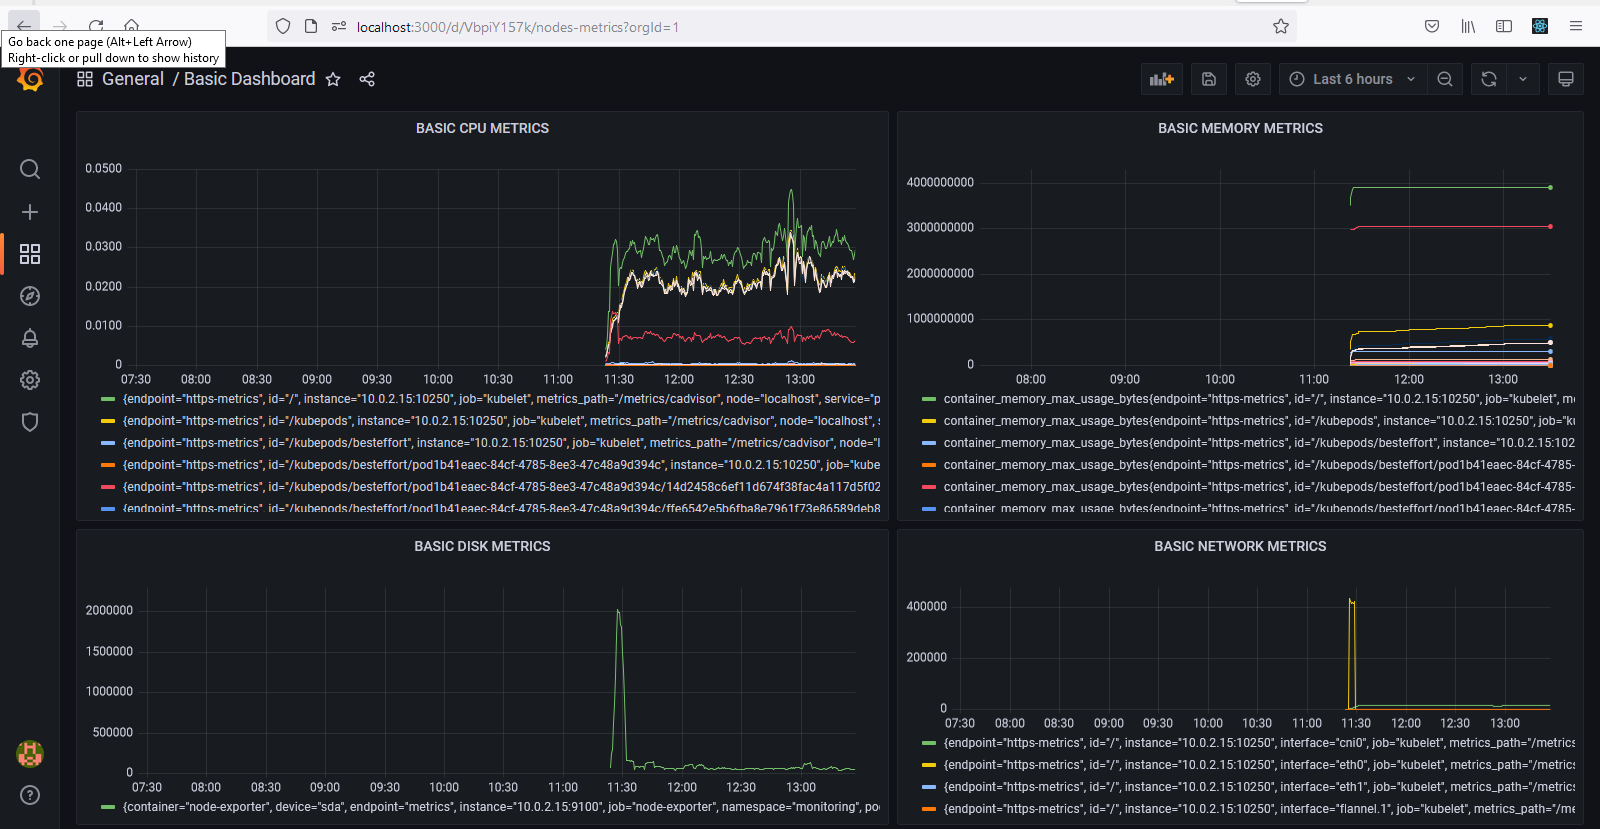 localhost:3000/d/VbpiY157k/nodes-metrics?orgId=1
Go back one page (Alt+Left Arrow)
Right-click or pull down to show history
General / Basic Dashboard
Last 6 hours
BASIC CPU METRICS
0.0500
0.0400
0.0300
0.0200
0.0100
0
07:30 08:00 08:30 09:00 09:30 10:00 10:30 11:00 11:30 12:00 12:30 13:00
{endpoint="https-metrics", id="/", instance="10.0.2.15:10250", job="kubelet", metrics_path="/metrics/cadvisor", node="localhost", service="p
{endpoint="https-metrics", id="/kubepods", instance="10.0.2.15:10250", job="kubelet", metrics_path="/metrics/cadvisor", node="localhost", s
{endpoint="https-metrics", id="/kubepods/besteffort", instance="10.0.2.15:10250", job="kubelet", metrics_path="/metrics/cadvisor", node="l
{endpoint="https-metrics", id="/kubepods/besteffort/pod1b41eaec-84cf-4785-8ee3-47c48a9d394c", instance="10.0.2.15:10250", job="kube
{endpoint="https-metrics", id="/kubepods/besteffort/pod1b41eaec-84cf-4785-8ee3-47c48a9d394c/14d2458c6ef11d674f38fac4a117d5f02
{endpoint="https-metrics", id="/kubepods/besteffort/pod1b41eaec-84cf-4785-8ee3-47c48a9d394c/ffe6542e5b6fba8e7961f73e86589deb8
BASIC MEMORY METRICS
4000000000
3000000000
2000000000
1000000000
0
08:00 09:00 10:00 11:00 12:00 13:00
container_memory_max_usage_bytes{endpoint="https-metrics", id="/", instance="10.0.2.15:10250", job="kubelet", me
container_memory_max_usage_bytes{endpoint="https-metrics", id="/kubepods", instance="10.0.2.15:10250", job="ku
container_memory_max_usage_bytes{endpoint="https-metrics", id="/kubepods/besteffort", instance="10.0.2.15:102
container_memory_max_usage_bytes{endpoint="https-metrics", id="/kubepods/besteffort/pod1b41eaec-84cf-4785-
container_memory_max_usage_bytes{endpoint="https-metrics", id="/kubepods/besteffort/pod1b41eaec-84cf-4785-
container_memory_max_usage_bytes{endpoint="https-metrics", id="/kubepods/besteffort/pod1b41eaec-84cf-4785-
BASIC DISK METRICS
2000000
1500000
1000000
500000
0
07:30 08:00 08:30 09:00 09:30 10:00 10:30 11:00 11:30 12:00 12:30 13:00
{container="node-exporter", device="sda", endpoint="metrics", instance="10.0.2.15:9100", job="node-exporter", namespace="monitoring", po
BASIC NETWORK METRICS
400000
200000
0
07:30 08:00 08:30 09:00 09:30 10:00 10:30 11:00 11:30 12:00 12:30 13:00
{endpoint="https-metrics", id="/", instance="10.0.2.15:10250", interface="cni0", job="kubelet", metrics_path="/metrics
{endpoint="https-metrics", id="/", instance="10.0.2.15:10250", interface="eth0", job="kubelet", metrics_path="/metric
{endpoint="https-metrics", id="/", instance="10.0.2.15:10250", interface="eth1", job="kubelet", metrics_path="/metric
{endpoint="https-metrics", id="/", instance="10.0.2.15:10250", interface="flannel.1", job="kubelet", metrics_path="/me